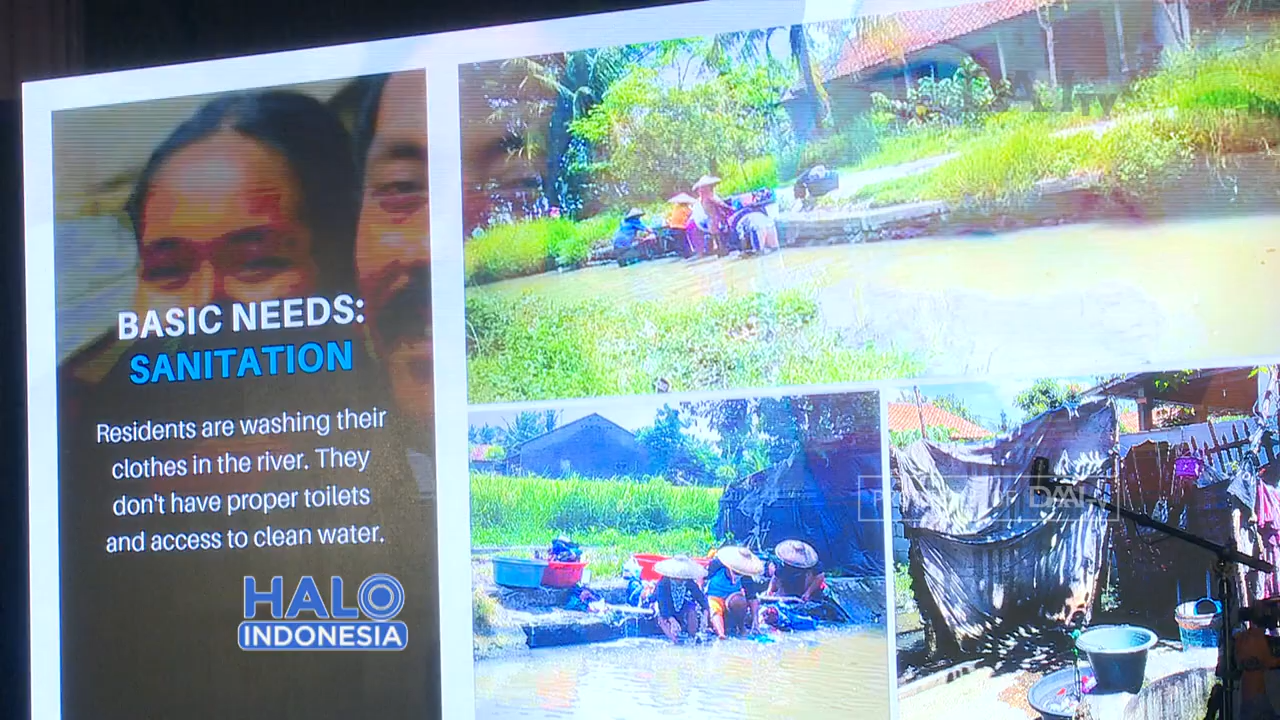 BASIC NEEDS:
SANITATION
Residents are washing their
clothes in the river. They
don't have proper toilets
and access to clean water.
HALO
INDONESIA
DAAI